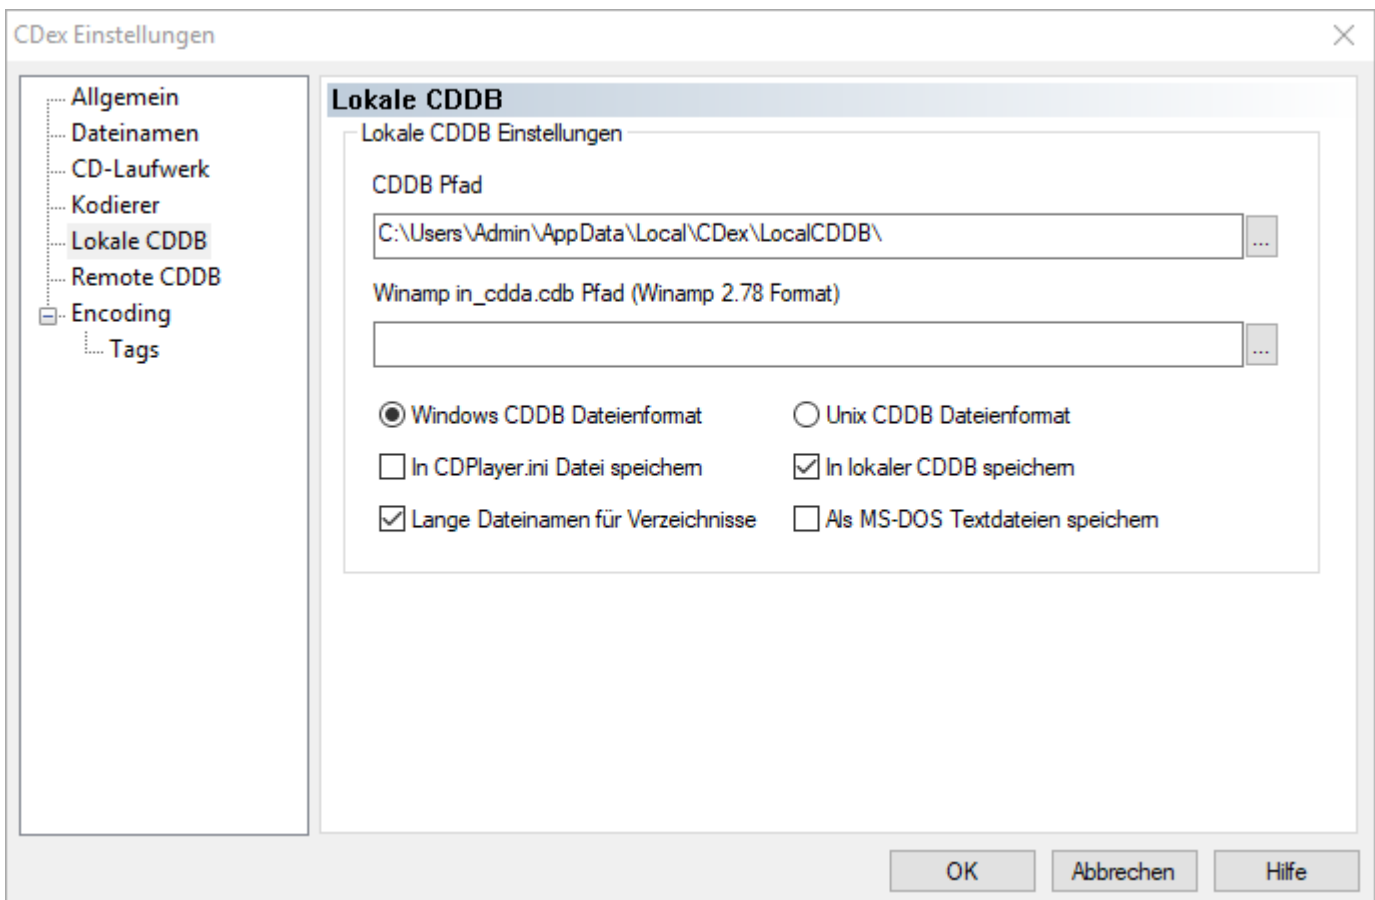 CDex Einstellungen
Allgemein
Dateinamen
CD-Laufwerk
Kodierer
Lokale CDDB
Remote CDDB
Encoding
Tags
Lokale CDDB
Lokale CDDB Einstellungen
CDDB Pfad
C:\Users\Admin\AppData\Local\CDex\LocalCDDB\
...
Winamp in_cdda.cdb Pfad (Winamp 2.78 Format)
...
Windows CDDB Dateienformat
Unix CDDB Dateienformat
In CDPlayer.ini Datei speichern
In lokaler CDDB speichern
Lange Dateinamen für Verzeichnisse
Als MS-DOS Textdateien speichern
OK
Abbrechen
Hilfe